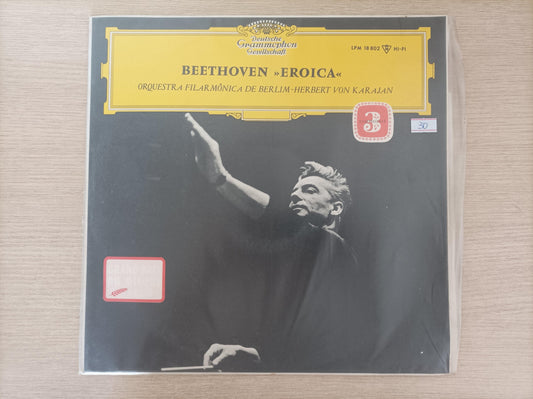 Deutsche
Grammophon
Gesellschaft
LPM 18 802 HI-FI
BEETHOVEN »EROICA«
ORQUESTRA FILARMÔNICA DE BERLIM - HERBERT VON KARAJAN
3
30